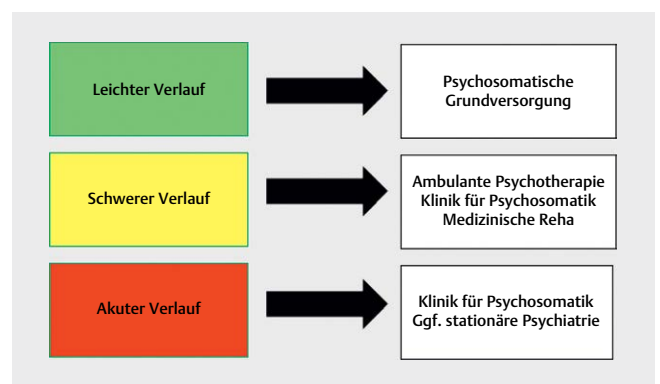 Leichter Verlauf
Psychosomatische
Grundversorgung
Schwerer Verlauf
Ambulante Psychotherapie
Klinik für Psychosomatik
Medizinische Reha
Akuter Verlauf
Klinik für Psychosomatik
Ggf. stationäre Psychiatrie